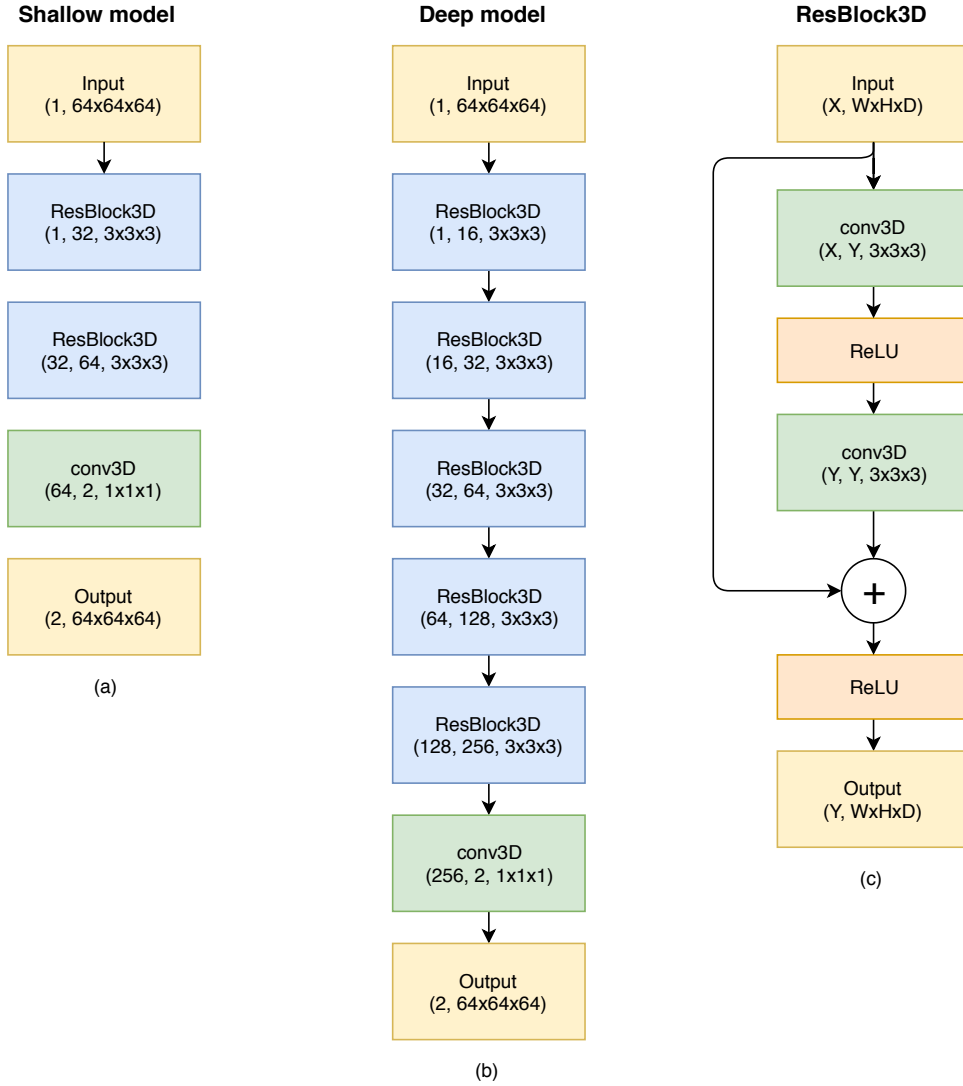 Shallow model
Input
(1, 64x64x64)
ResBlock3D
(1, 32, 3x3x3)
ResBlock3D
(32, 64, 3x3x3)
conv3D
(64, 2, 1x1x1)
Output
(2, 64x64x64)
(a)
Deep model
Input
(1, 64x64x64)
ResBlock3D
(1, 16, 3x3x3)
ResBlock3D
(16, 32, 3x3x3)
ResBlock3D
(32, 64, 3x3x3)
ResBlock3D
(64, 128, 3x3x3)
ResBlock3D
(128, 256, 3x3x3)
conv3D
(256, 2, 1x1x1)
Output
(2, 64x64x64)
(b)
ResBlock3D
Input
(X, WxHxD)
conv3D
(X, Y, 3x3x3)
ReLU
conv3D
(Y, Y, 3x3x3)
+
ReLU
Output
(Y, WxHxD)
(c)